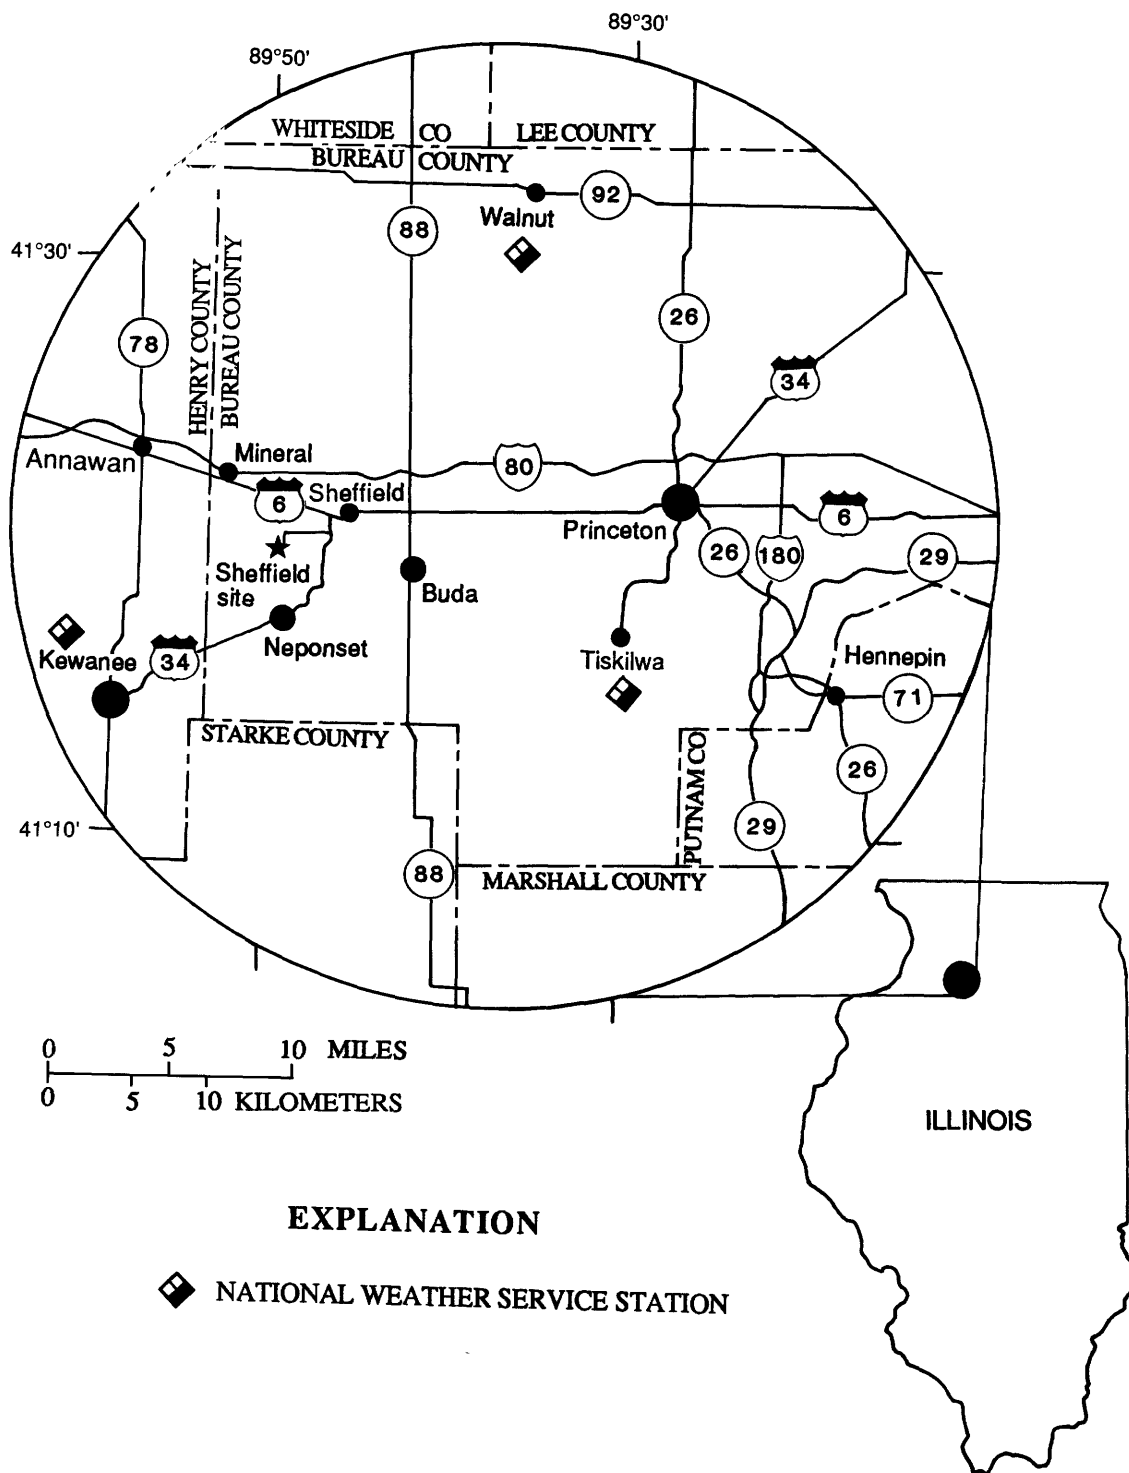 89°30'
89°50'
WHITESIDE CO
LEE COUNTY
BUREAU COUNTY
92
Walnut
88
41°30'
HENRY COUNTY
BUREAU COUNTY
26
78
34
Annawan
Mineral
80
6
Sheffield
6
Princeton
26
180
29
Sheffield
site
Buda
Neponset
Kewanee
34
Tiskilwa
Hennepin
71
STARKE COUNTY
PUTNAM CO
26
41°10'
29
88
MARSHALL COUNTY
0 5 10 MILES
0 5 10 KILOMETERS
ILLINOIS
EXPLANATION
NATIONAL WEATHER SERVICE STATION